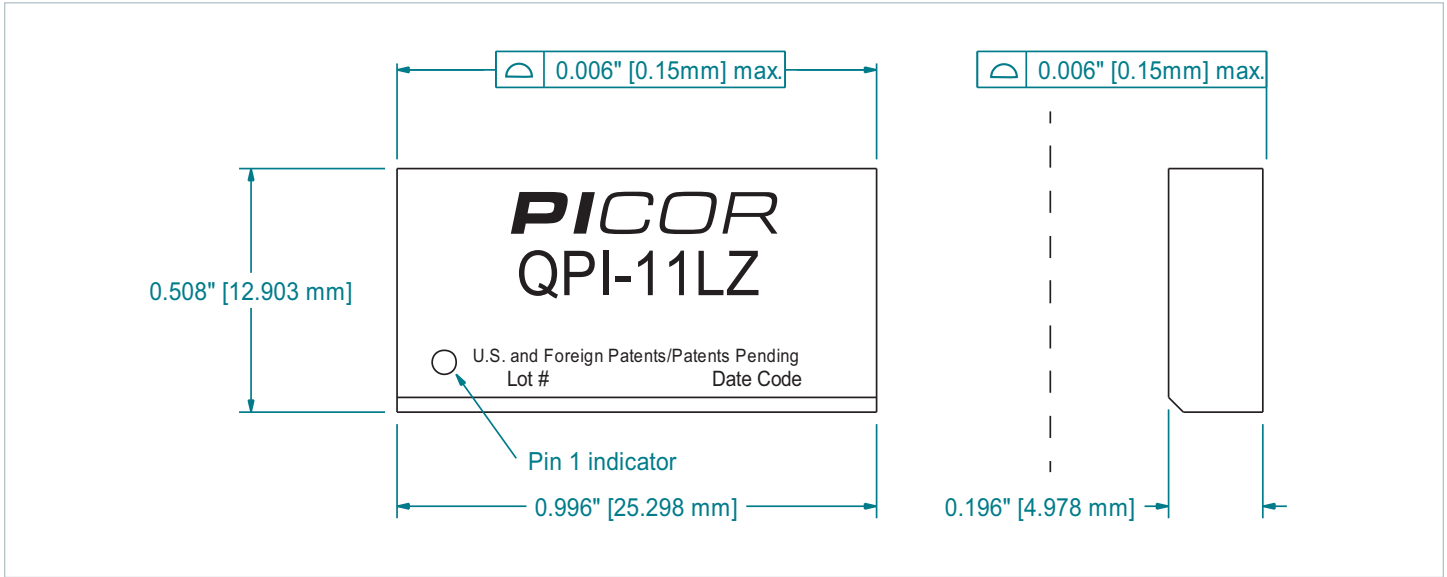 0.006" [0.15mm] max.
0.006" [0.15mm] max.
PICOR
QPI-11LZ
0.508" [12.903 mm]
U.S. and Foreign Patents/Patents Pending
Lot # Date Code
Pin 1 indicator
0.996" [25.298 mm]
0.196" [4.978 mm]